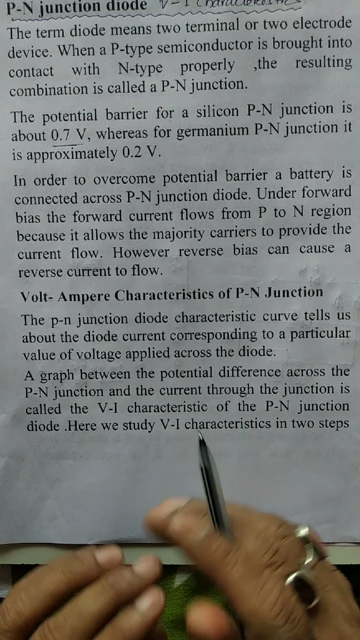 P-N junction diode V-I Characteristics
The term diode means two terminal or two electrode
device. When a P-type semiconductor is brought into
contact with N-type properly ,the resulting
combination is called a P-N junction.
The potential barrier for a silicon P-N junction is
about 0.7 V, whereas for germanium P-N junction it
is approximately 0.2 V.
In order to overcome potential barrier a battery is
connected across P-N junction diode. Under forward
bias the forward current flows from P to N region
because it allows the majority carriers to provide the
current flow. However reverse bias can cause a
reverse current to flow.
Volt- Ampere Characteristics of P-N Junction
The p-n junction diode characteristic curve tells us
about the diode current corresponding to a particular
value of voltage applied across the diode.
A graph between the potential difference across the
P-N junction and the current through the junction is
called the V-I characteristic of the P-N junction
diode .Here we study V-I characteristics in two steps